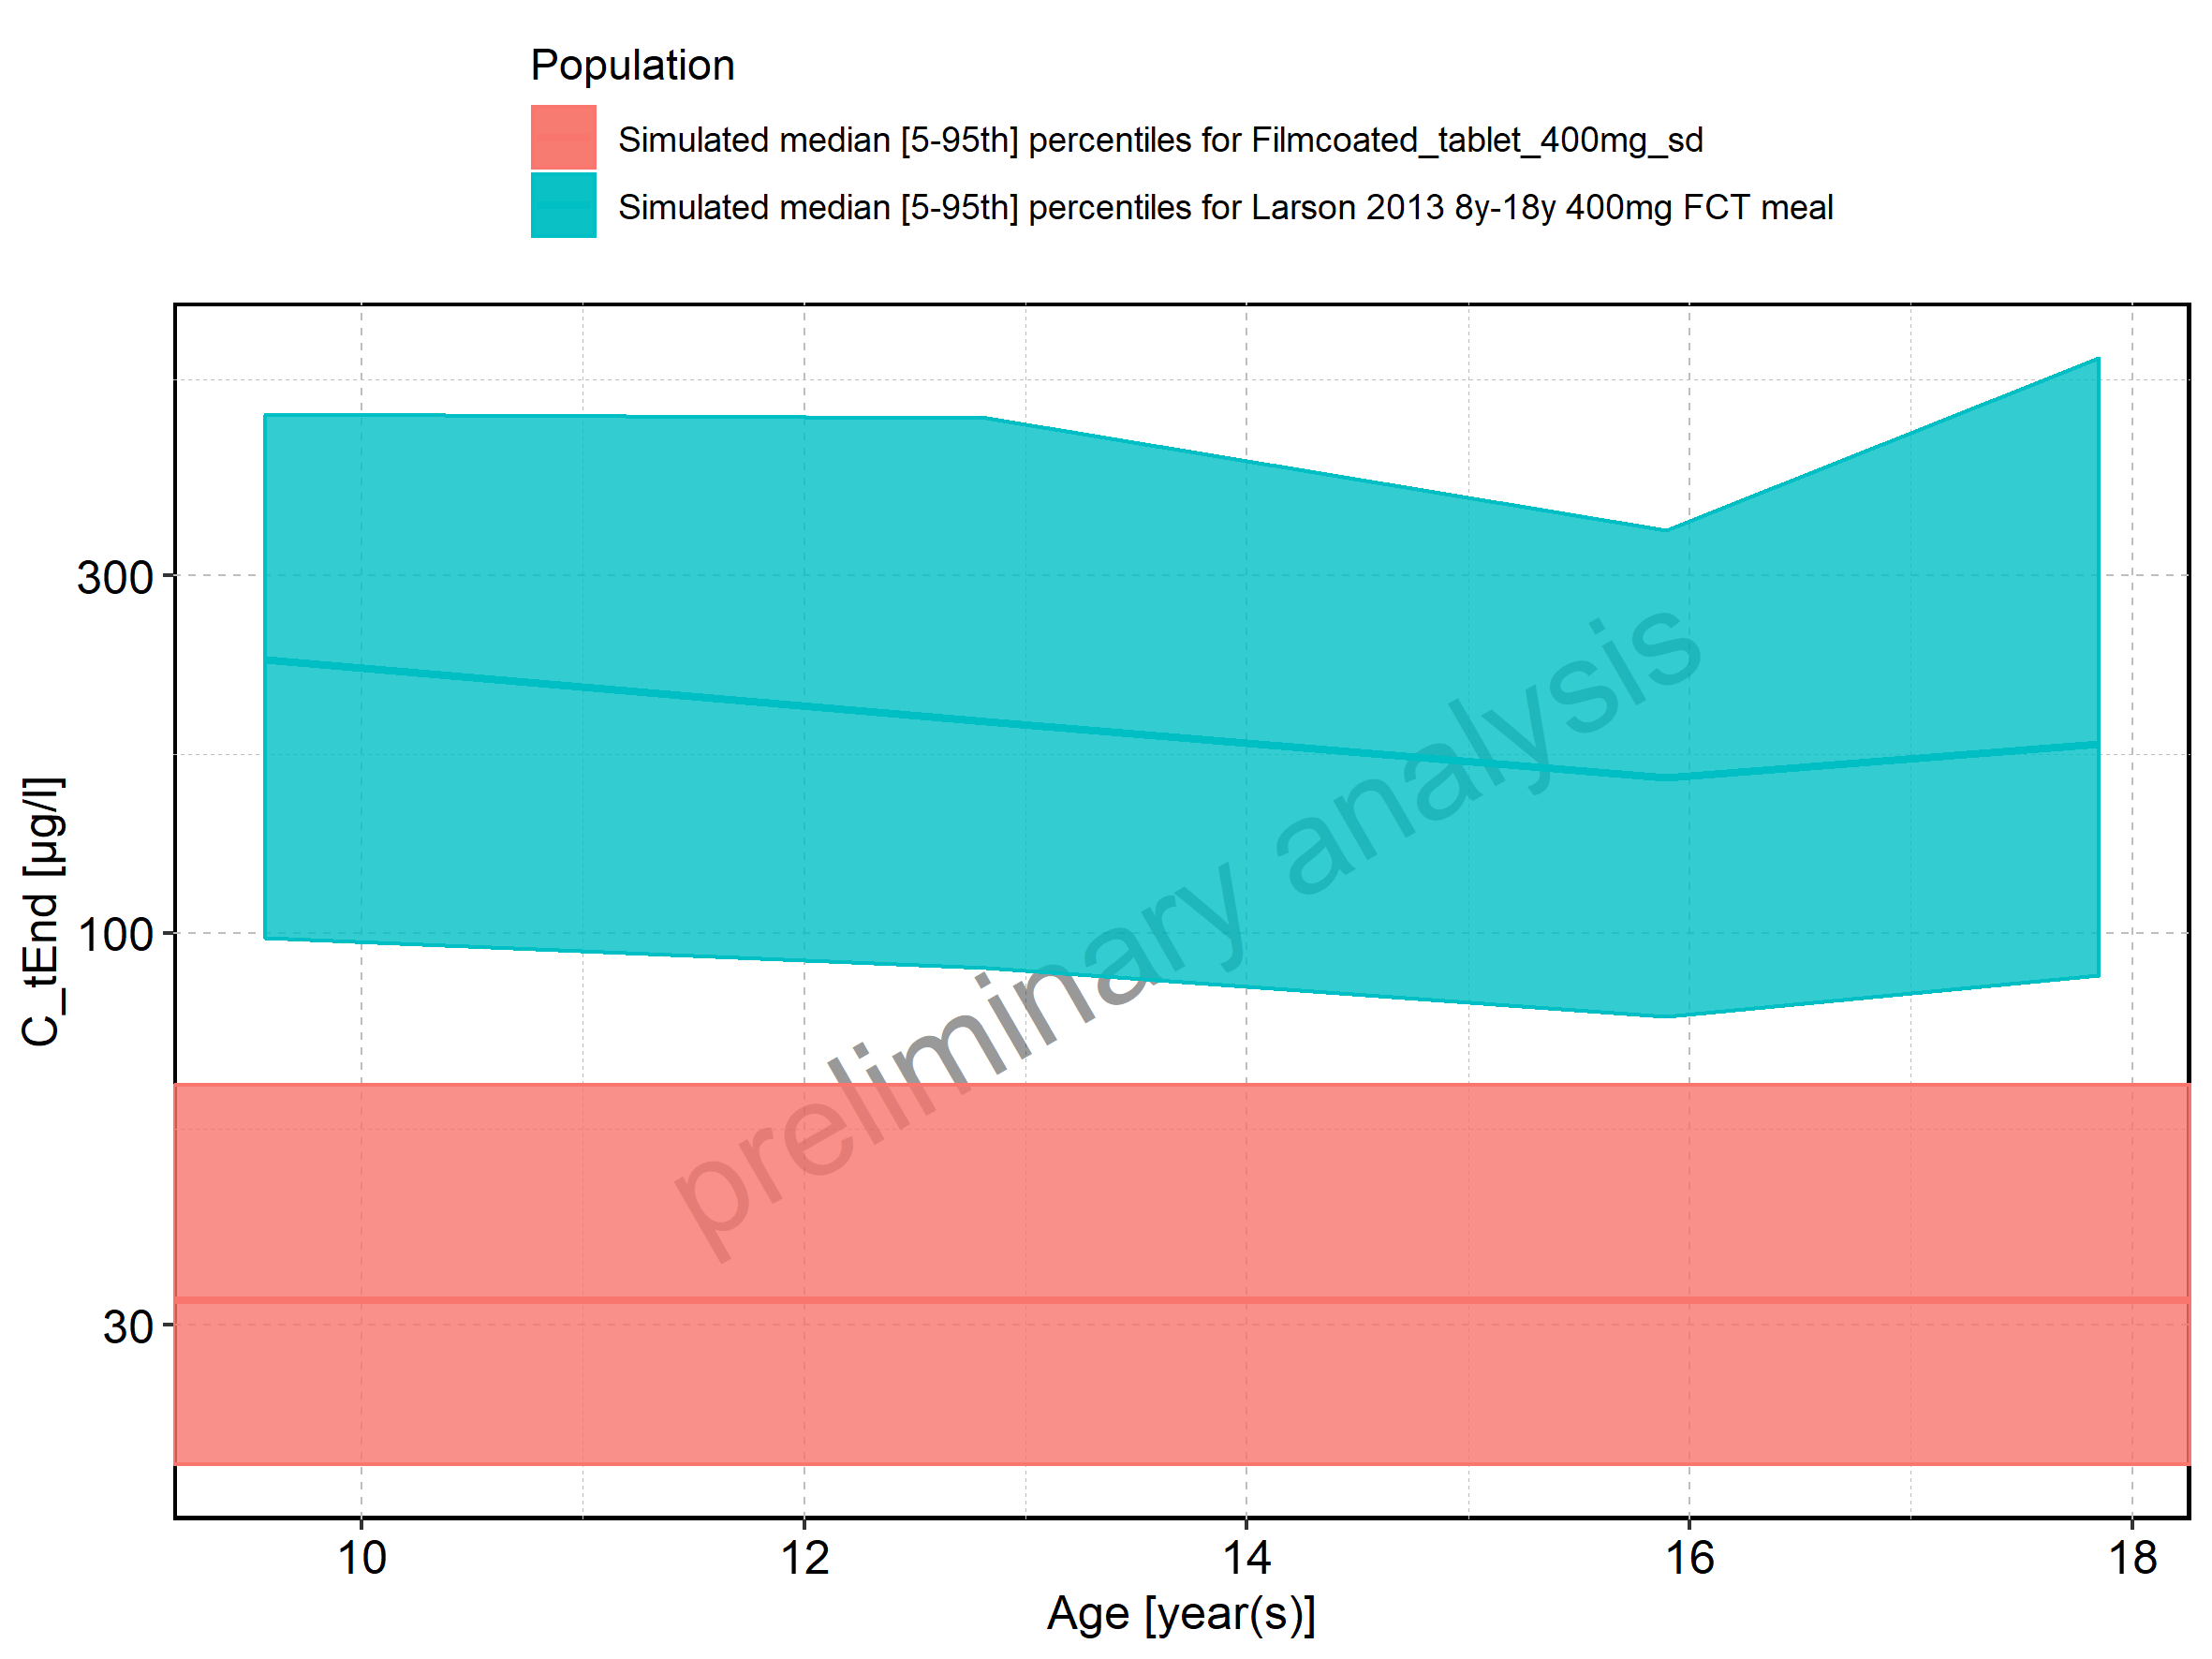 Population
Simulated median [5-95th] percentiles for Filmcoated_tablet_400mg_sd
Simulated median [5-95th] percentiles for Larson 2013 8y-18y 400mg FCT meal
300
100
30
C_tEnd [µg/l]
preliminary analysis
10 12 14 16 18
Age [year(s)]